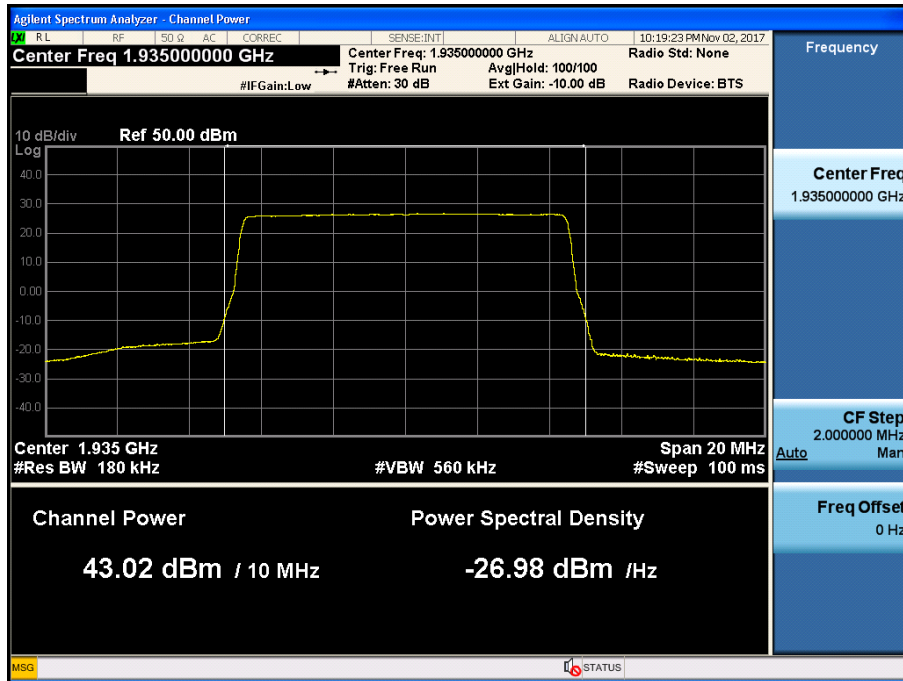 Agilent Spectrum Analyzer - Channel Power
LXI RL RF 50 Ω AC CORREC SENSE:INT ALIGN AUTO 10:19:23 PM Nov 02, 2017
Center Freq 1.935000000 GHz
Center Freq: 1.935000000 GHz Radio Std: None
Trig: Free Run Avg|Hold: 100/100
#IFGain:Low #Atten: 30 dB Ext Gain: -10.00 dB Radio Device: BTS
10 dB/div Ref 50.00 dBm
Log
40.0
30.0
20.0
10.0
0.00
-10.0
-20.0
-30.0
-40.0
Center 1.935 GHz Span 20 MHz
#Res BW 180 kHz #VBW 560 kHz #Sweep 100 ms
Channel Power Power Spectral Density
43.02 dBm / 10 MHz -26.98 dBm /Hz
MSG STATUS
Frequency
Center Freq
1.935000000 GHz
CF Step
2.000000 MHz
Auto Man
Freq Offset
0 Hz